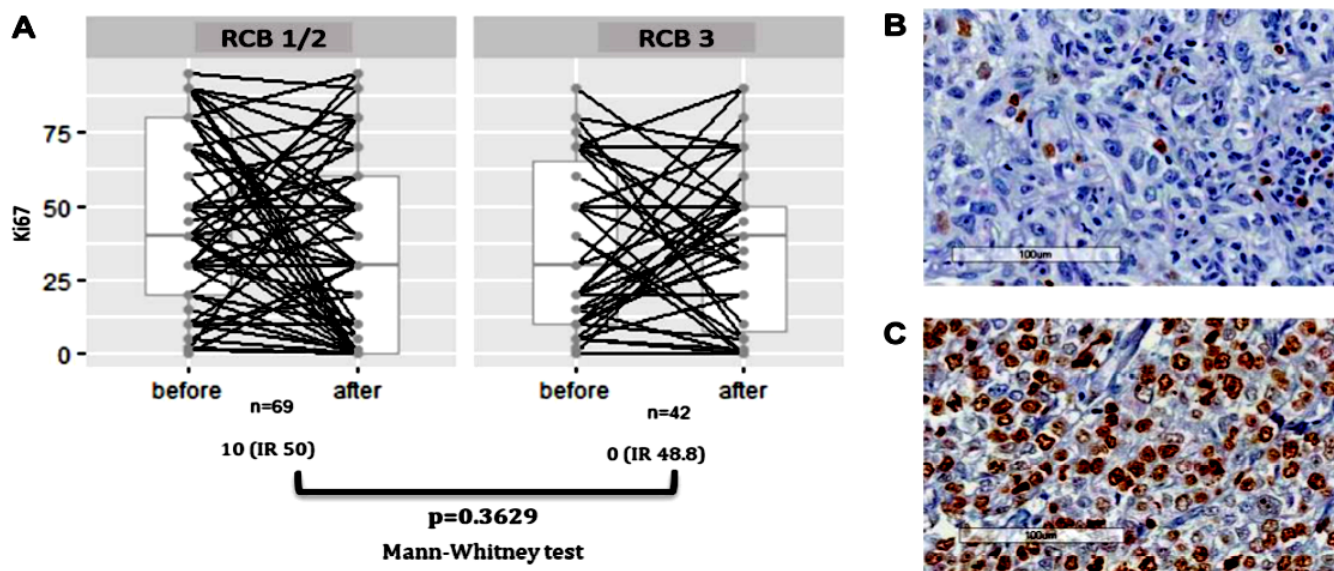 A
RCB 1/2
RCB 3
Ki67
75
50
25
0
before
after
before
after
n=69
n=42
10 (IR 50)
0 (IR 48.8)
p=0.3629
Mann-Whitney test
B
100um
C
100um